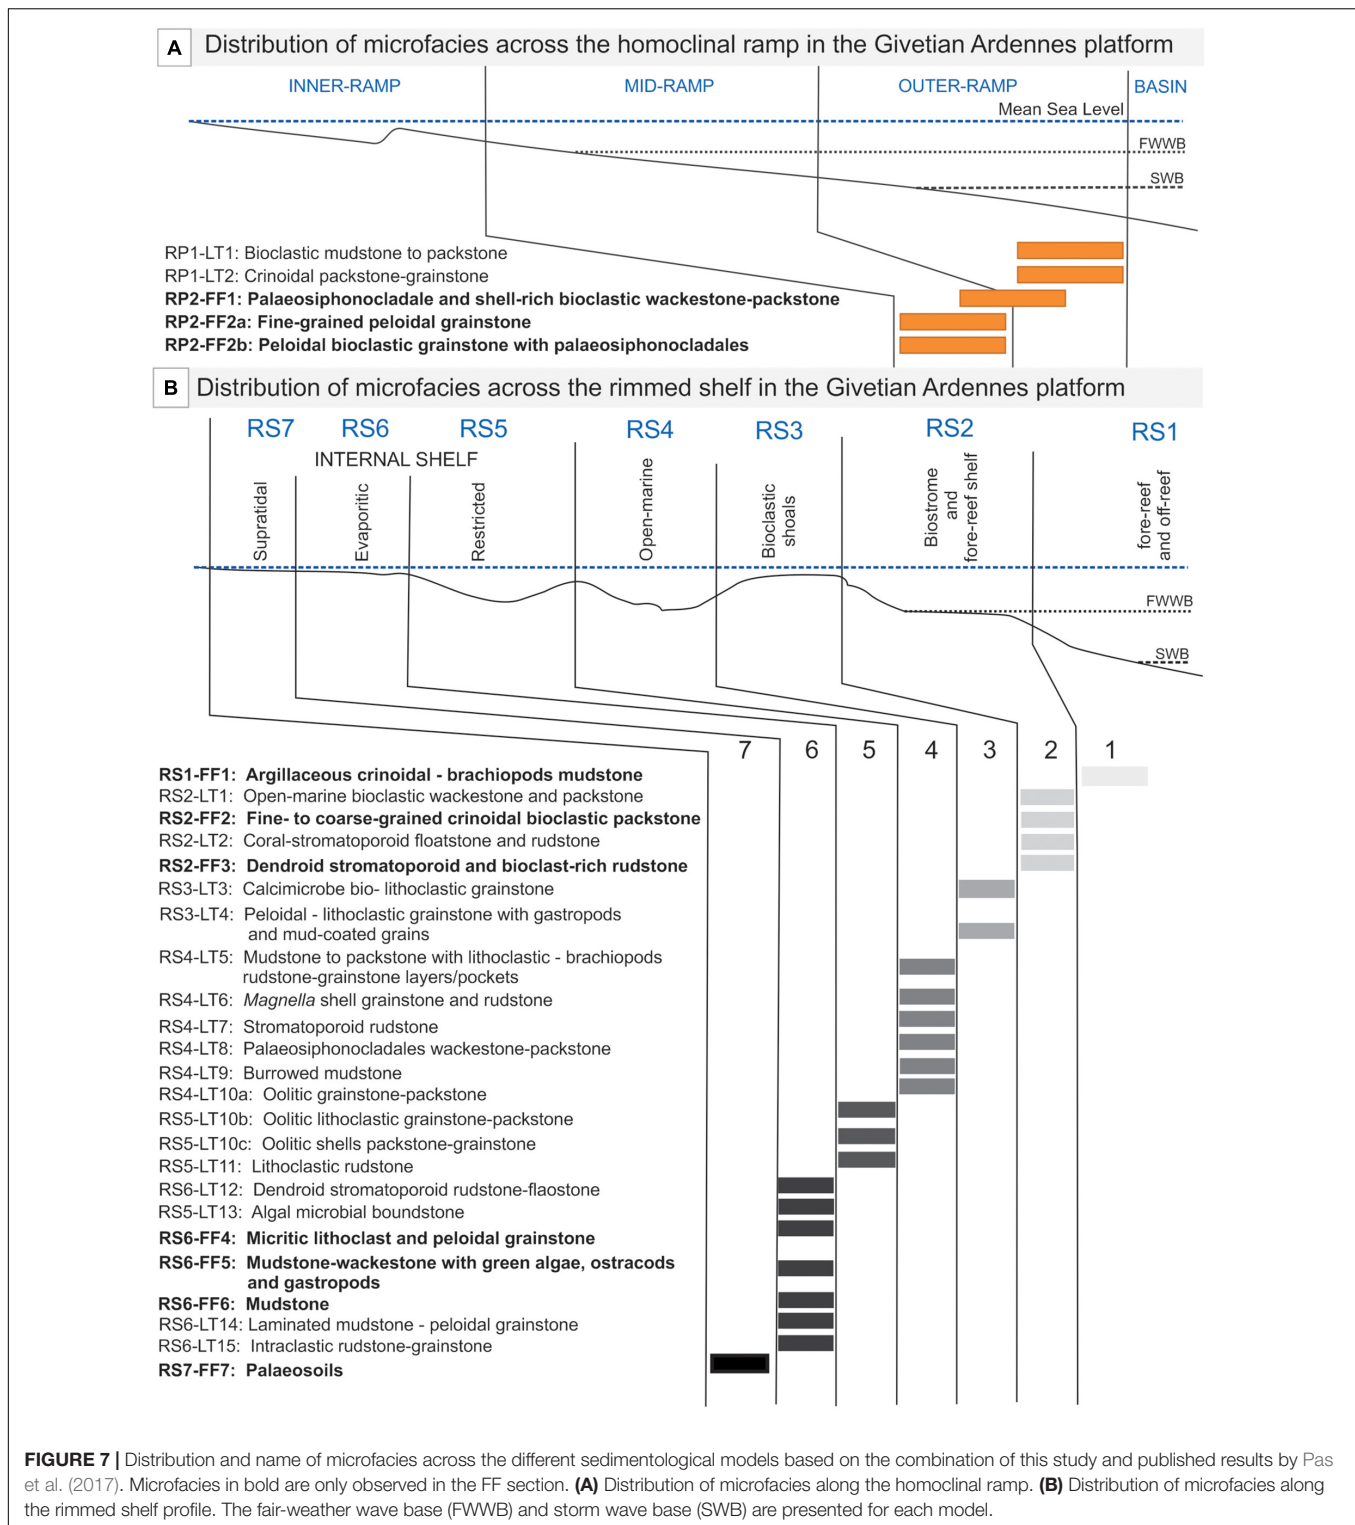 A Distribution of microfacies across the homoclinal ramp in the Givetian Ardennes platform
INNER-RAMP MID-RAMP OUTER-RAMP BASIN
Mean Sea Level
FWWB
SWB
RP1-LT1: Bioclastic mudstone to packstone
RP1-LT2: Crinoidal packstone-grainstone
RP2-FF1: Palaeosiphonocladale and shell-rich bioclastic wackestone-packstone
RP2-FF2a: Fine-grained peloidal grainstone
RP2-FF2b: Peloidal bioclastic grainstone with palaeosiphonocladales
B Distribution of microfacies across the rimmed shelf in the Givetian Ardennes platform
RS7 RS6 RS5 RS4 RS3 RS2 RS1
INTERNAL SHELF
Supratidal
Evaporitic
Restricted
Open-marine
Bioclastic
shoals
Biostrome
and
fore-reef shelf
fore-reef
and off-reef
FWWB
SWB
7 6 5 4 3 2 1
RS1-FF1: Argillaceous crinoidal - brachiopods mudstone
RS2-LT1: Open-marine bioclastic wackestone and packstone
RS2-FF2: Fine- to coarse-grained crinoidal bioclastic packstone
RS2-LT2: Coral-stromatoporoid floatstone and rudstone
RS2-FF3: Dendroid stromatoporoid and bioclast-rich rudstone
RS3-LT3: Calcimicrobe bio- lithoclastic grainstone
RS3-LT4: Peloidal - lithoclastic grainstone with gastropods
and mud-coated grains
RS4-LT5: Mudstone to packstone with lithoclastic - brachiopods
rudstone-grainstone layers/pockets
RS4-LT6: Magnella shell grainstone and rudstone
RS4-LT7: Stromatoporoid rudstone
RS4-LT8: Palaeosiphonocladales wackestone-packstone
RS4-LT9: Burrowed mudstone
RS4-LT10a: Oolitic grainstone-packstone
RS5-LT10b: Oolitic lithoclastic grainstone-packstone
RS5-LT10c: Oolitic shells packstone-grainstone
RS5-LT11: Lithoclastic rudstone
RS6-LT12: Dendroid stromatoporoid rudstone-flaostone
RS5-LT13: Algal microbial boundstone
RS6-FF4: Micritic lithoclast and peloidal grainstone
RS6-FF5: Mudstone-wackestone with green algae, ostracods
and gastropods
RS6-FF6: Mudstone
RS6-LT14: Laminated mudstone - peloidal grainstone
RS6-LT15: Intraclastic rudstone-grainstone
RS7-FF7: Palaeosoils
FIGURE 7 | Distribution and name of microfacies across the different sedimentological models based on the combination of this study and published results by Pas
et al. (2017). Microfacies in bold are only observed in the FF section. (A) Distribution of microfacies along the homoclinal ramp. (B) Distribution of microfacies along
the rimmed shelf profile. The fair-weather wave base (FWWB) and storm wave base (SWB) are presented for each model.